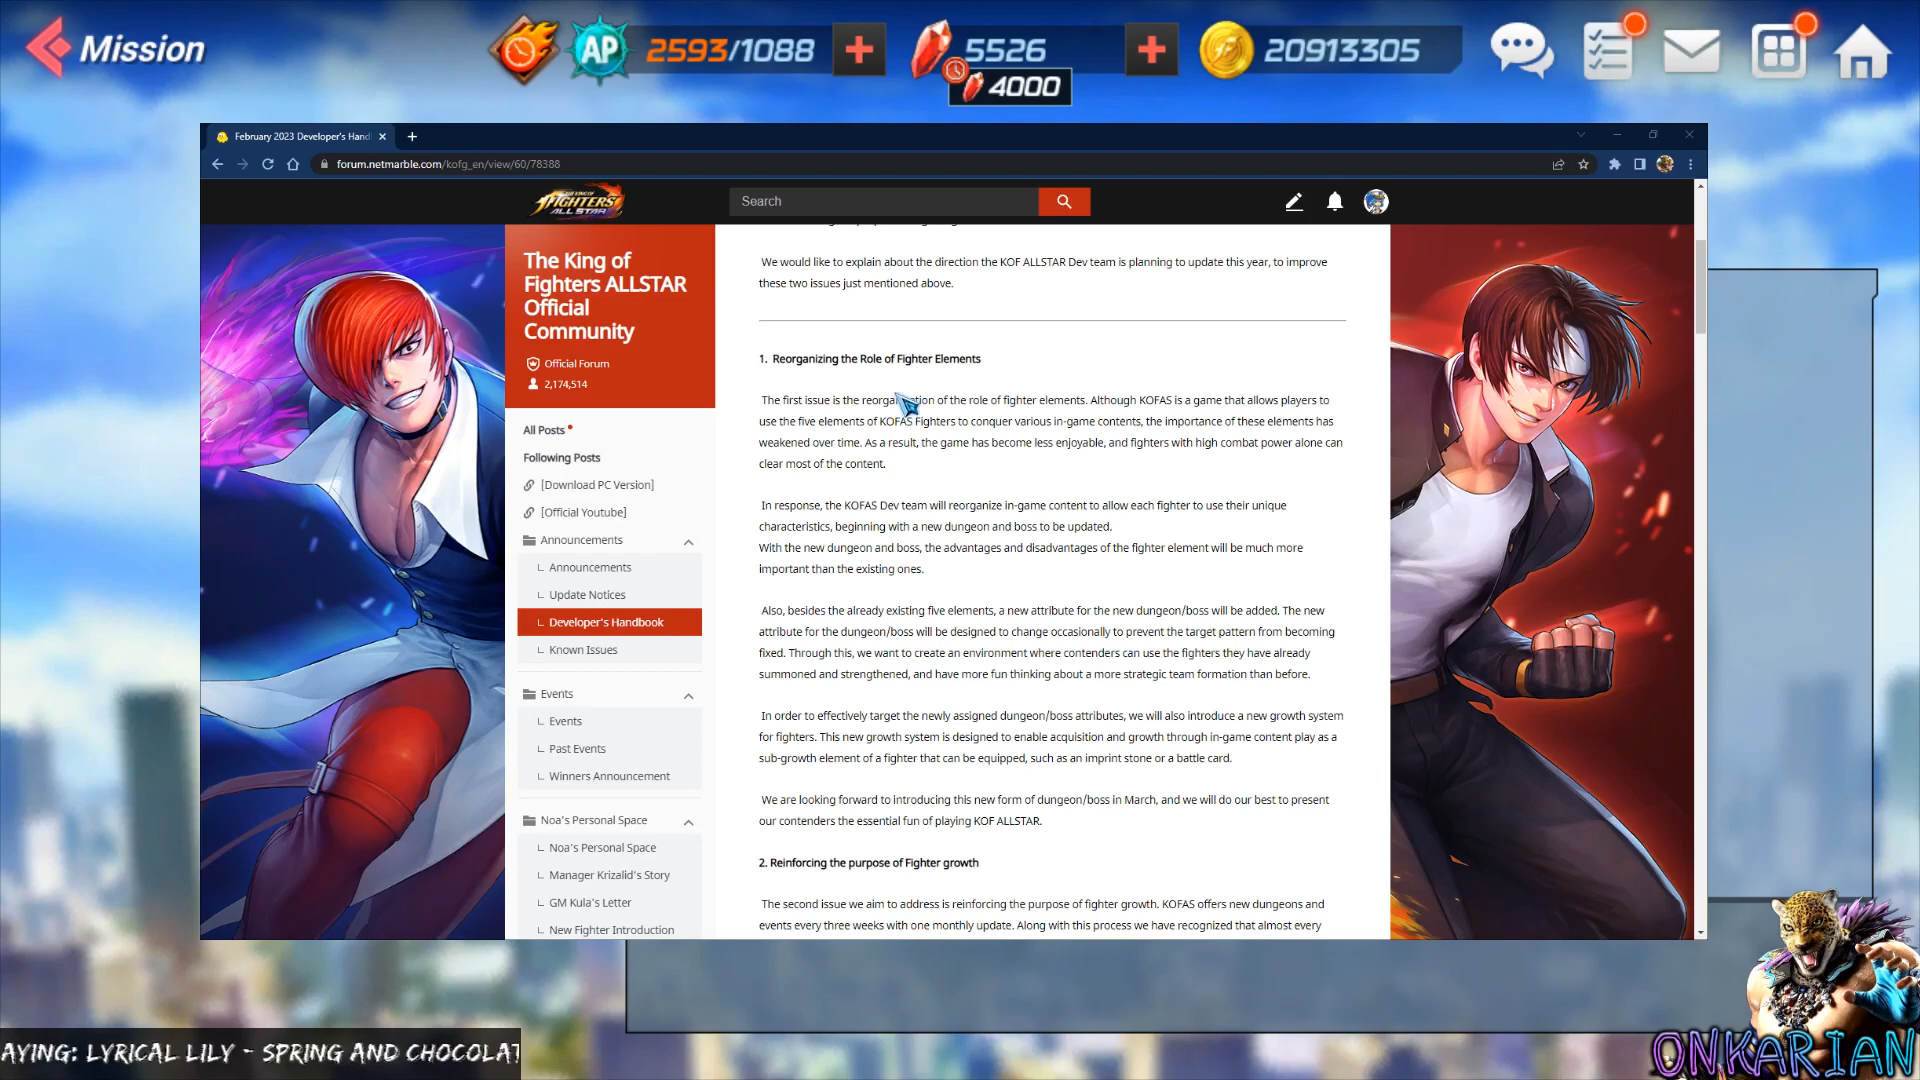 Mission
AP
2593/1088
5526
4000
20913305
February 2023 Developer's Hand
forum.netmarble.com/kofg_en/view/60/78388
FIGHTERS
ALL STAR
Search
The King of
Fighters ALLSTAR
Official
Community
Official Forum
2,174,514
All Posts
Following Posts
[Download PC Version]
[Official Youtube]
Announcements
Announcements
Update Notices
Developer's Handbook
Known Issues
Events
Events
Past Events
Winners Announcement
Noa's Personal Space
Noa's Personal Space
Manager Krizalid's Story
GM Kula's Letter
New Fighter Introduction
We would like to explain about the direction the KOF ALLSTAR Dev team is planning to update this year, to improve
these two issues just mentioned above.
1. Reorganizing the Role of Fighter Elements
The first issue is the reorganization of the role of fighter elements. Although KOFAS is a game that allows players to
use the five elements of KOFAS Fighters to conquer various in-game contents, the importance of these elements has
weakened over time. As a result, the game has become less enjoyable, and fighters with high combat power alone can
clear most of the content.
In response, the KOFAS Dev team will reorganize in-game content to allow each fighter to use their unique
characteristics, beginning with a new dungeon and boss to be updated.
With the new dungeon and boss, the advantages and disadvantages of the fighter element will be much more
important than the existing ones.
Also, besides the already existing five elements, a new attribute for the new dungeon/boss will be added. The new
attribute for the dungeon/boss will be designed to change occasionally to prevent the target pattern from becoming
fixed. Through this, we want to create an environment where contenders can use the fighters they have already
summoned and strengthened, and have more fun thinking about a more strategic team formation than before.
In order to effectively target the newly assigned dungeon/boss attributes, we will also introduce a new growth system
for fighters. This new growth system is designed to enable acquisition and growth through in-game content play as a
sub-growth element of a fighter that can be equipped, such as an imprint stone or a battle card.
We are looking forward to introducing this new form of dungeon/boss in March, and we will do our best to present
our contenders the essential fun of playing KOF ALLSTAR.
2. Reinforcing the purpose of Fighter growth
The second issue we aim to address is reinforcing the purpose of fighter growth. KOFAS offers new dungeons and
events every three weeks with one monthly update. Along with this process we have recognized that almost every
AYING: LYRICAL LILY - SPRING AND CHOCOLAT
ONKARIAN